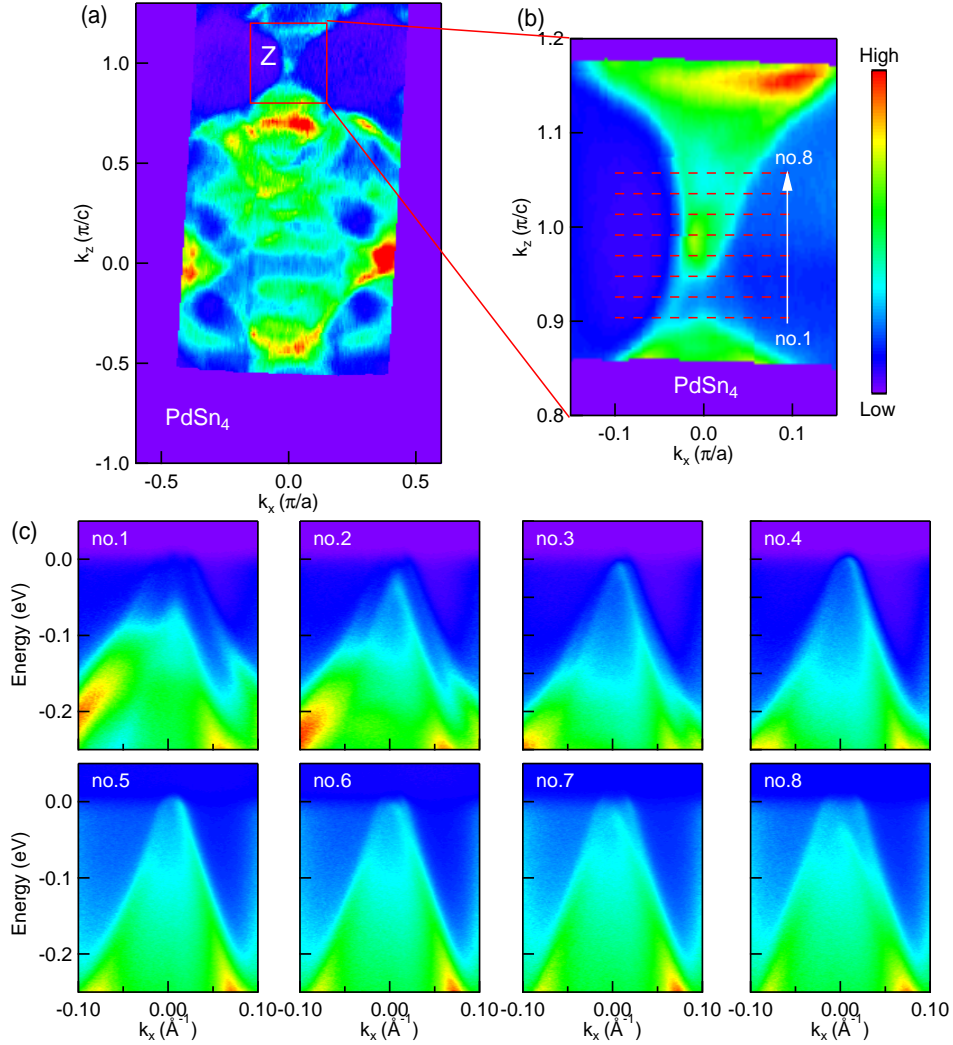 (a)
Z
k_z (π/c)
1.0
0.5
0.0
-0.5
-1.0
PdSn₄
-0.5
0.0
0.5
k_x (π/a)
(b)
k_z (π/c)
1.2
1.1
1.0
0.9
0.8
no.8
no.1
PdSn₄
-0.1
0.0
0.1
k_x (π/a)
High
Low
(c)
Energy (eV)
0.0
-0.1
-0.2
no.1
no.2
no.3
no.4
Energy (eV)
0.0
-0.1
-0.2
no.5
no.6
no.7
no.8
-0.10
0.00
0.10
k_x (Å⁻¹)
-0.10
0.00
0.10
k_x (Å⁻¹)
-0.10
0.00
0.10
k_x (Å⁻¹)
-0.10
0.00
0.10
k_x (Å⁻¹)